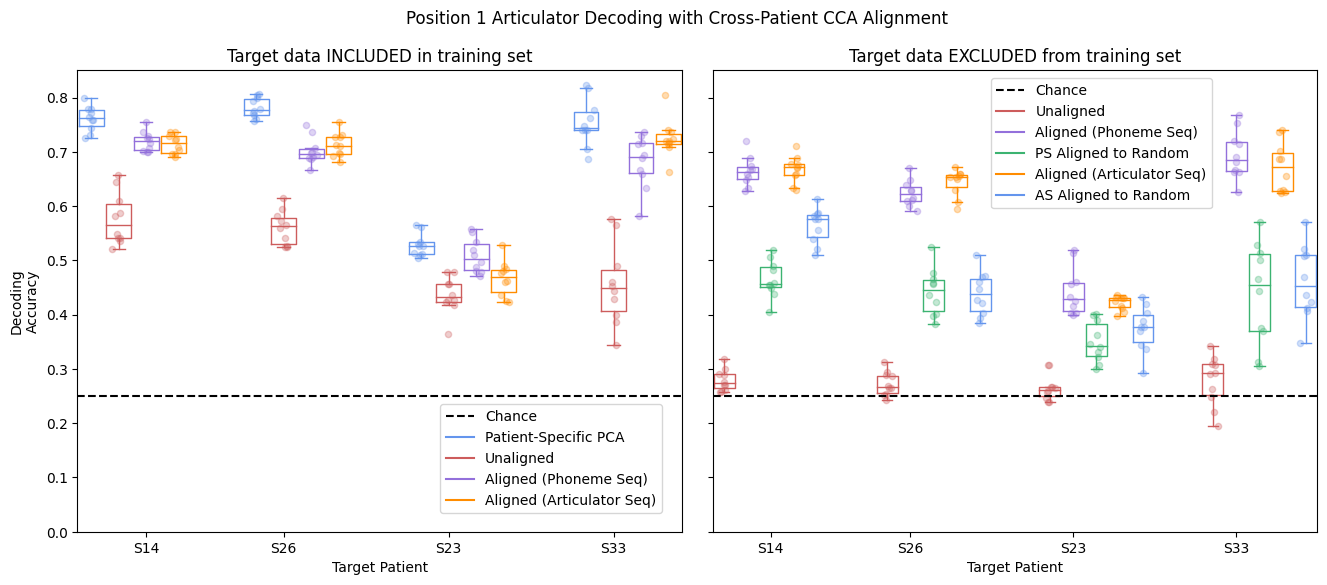 Position 1 Articulator Decoding with Cross-Patient CCA Alignment
Target data INCLUDED in training set
0.8
0.7
0.6
0.5
0.4
0.3
0.2
0.1
0.0
Decoding
Accuracy
Chance
Patient-Specific PCA
Unaligned
Aligned (Phoneme Seq)
Aligned (Articulator Seq)
S14
S26
S23
S33
Target Patient
Target data EXCLUDED from training set
Chance
Unaligned
Aligned (Phoneme Seq)
PS Aligned to Random
Aligned (Articulator Seq)
AS Aligned to Random
S14
S26
S23
S33
Target Patient